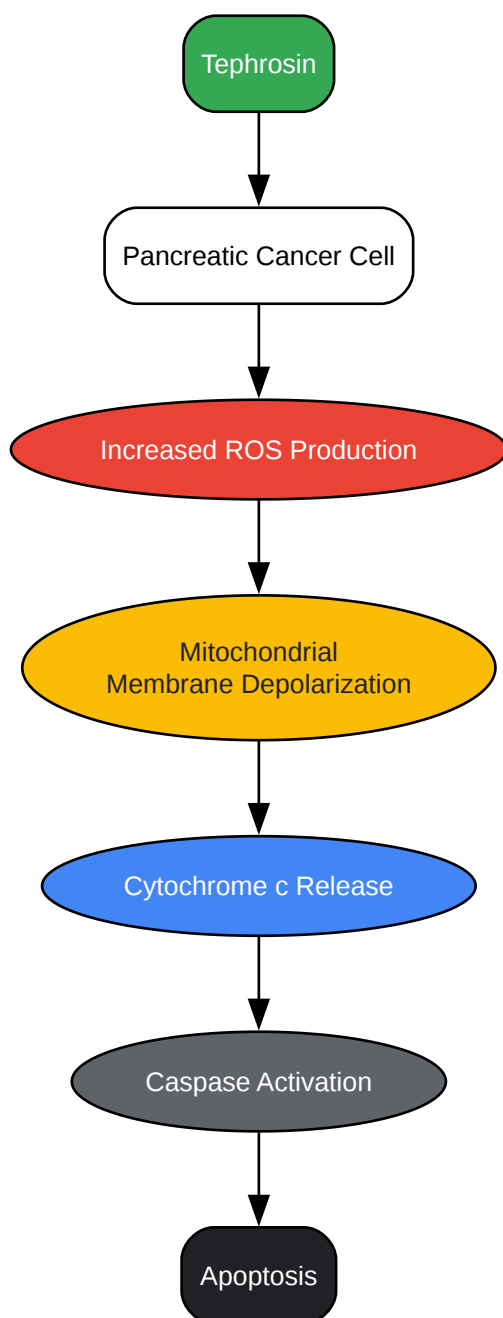 Tephrosin
Pancreatic Cancer Cell
Increased ROS Production
Mitochondrial
Membrane Depolarization
Cytochrome c Release
Caspase Activation
Apoptosis